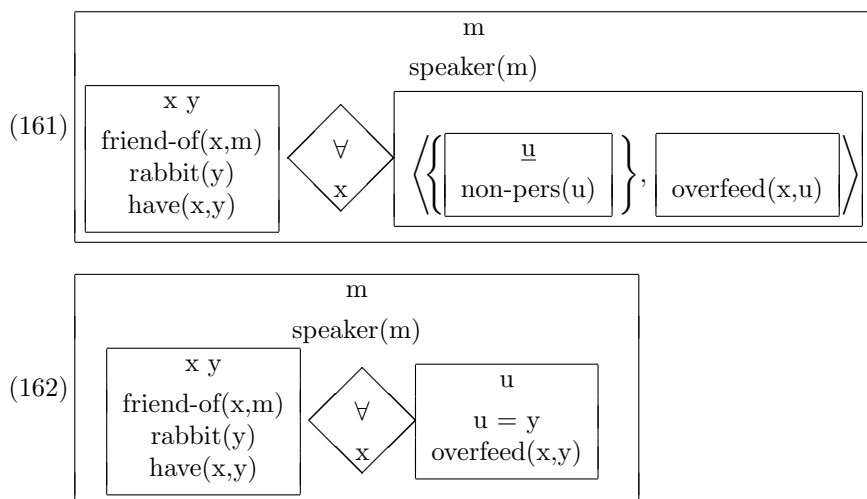 m
speaker(m)
(161)
x y
friend-of(x,m)
rabbit(y)
have(x,y)
∀
x
⟨{ u
non-pers(u) },
overfeed(x,u) ⟩
(162)
m
speaker(m)
x y
friend-of(x,m)
rabbit(y)
have(x,y)
∀
x
u
u = y
overfeed(x,y)